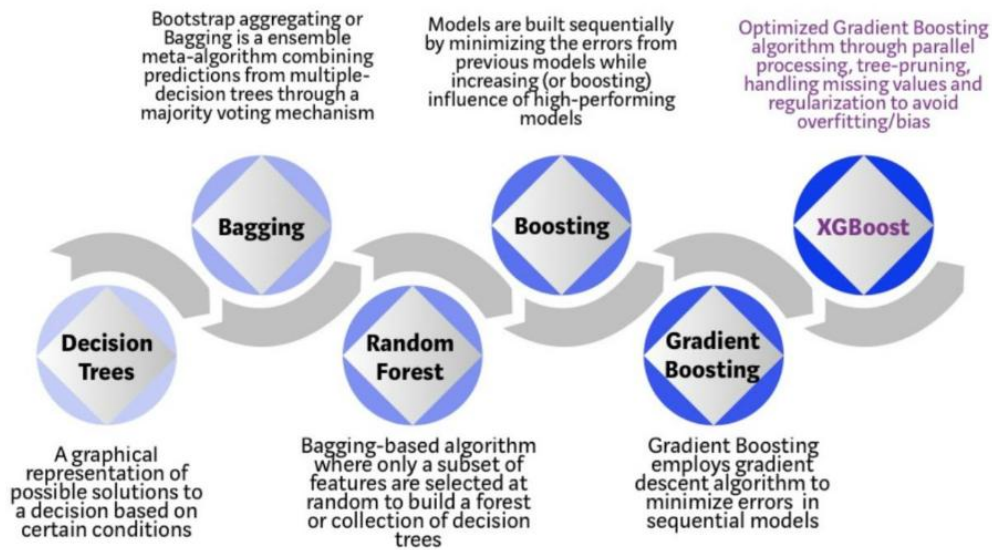 Bootstrap aggregating or
Bagging is a ensemble
meta-algorithm combining
predictions from multiple-
decision trees through a
majority voting mechanism
Models are built sequentially
by minimizing the errors from
previous models while
increasing (or boosting)
influence of high-performing
models
Optimized Gradient Boosting
algorithm through parallel
processing, tree-pruning,
handling missing values and
regularization to avoid
overfitting/bias
Bagging
Boosting
XGBoost
Decision
Trees
Random
Forest
Gradient
Boosting
A graphical
representation of
possible solutions to
a decision based on
certain conditions
Bagging-based algorithm
where only a subset of
features are selected at
random to build a forest
or collection of decision
trees
Gradient Boosting
employs gradient
descent algorithm to
minimize errors in
sequential models